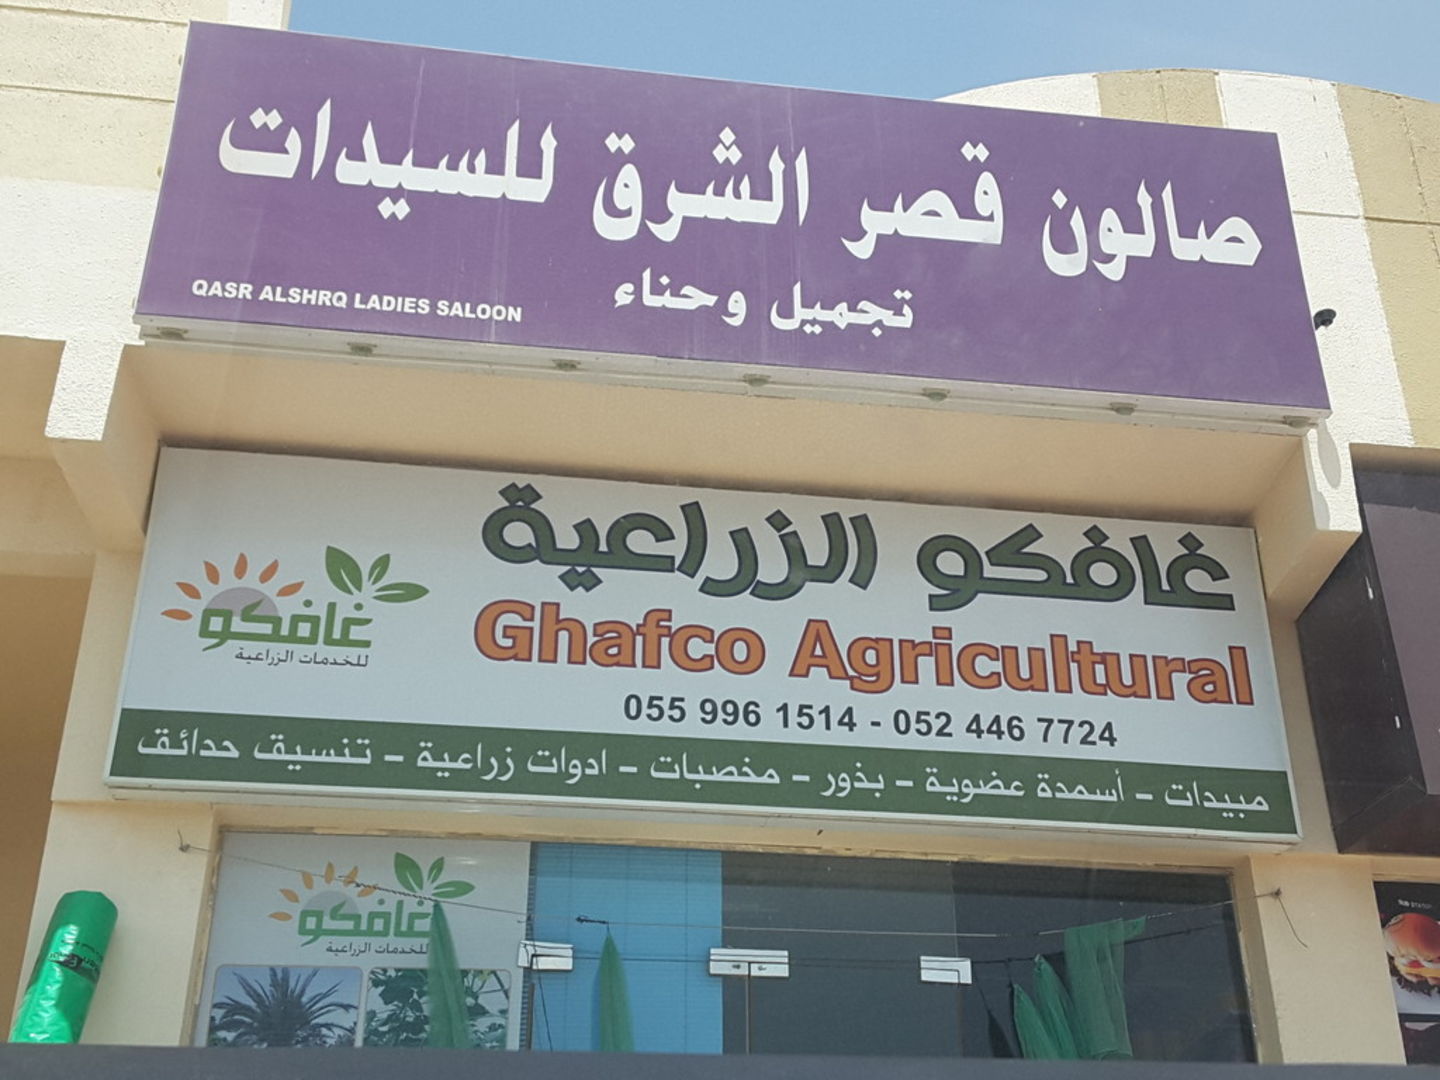 صالون قصر الشرق للسيدات
تجميل وحناء
QASR ALSHRQ LADIES SALOON
غافكو الزراعية
Ghafco Agricultural
055 996 1514 - 052 446 7724
غافكو
للخدمات الزراعية
مبيدات - أسمدة عضوية - بذور - مخصبات - ادوات زراعية - تنسيق حدائق
غافكو
للخدمات الزراعية